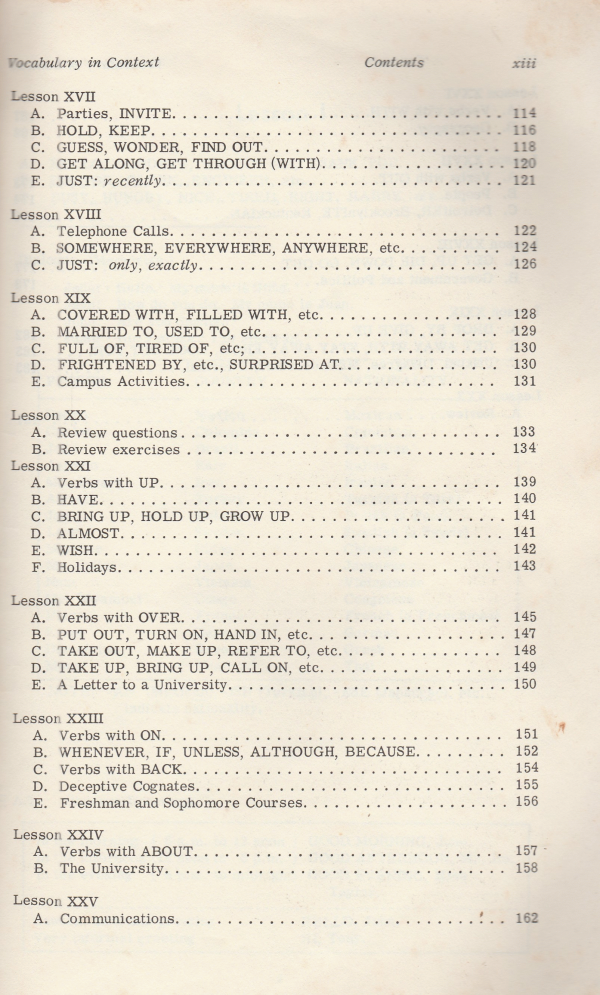 Vocabulary in Context Contents xiii
Lesson XVII
A. Parties, INVITE. . . . . . . . . . . . . . . . . . . . . . . . . . . . . . 114
B. HOLD, KEEP. . . . . . . . . . . . . . . . . . . . . . . . . . . . . . . 116
C. GUESS, WONDER, FIND OUT. . . . . . . . . . . . . . . . . . . . . 118
D. GET ALONG, GET THROUGH (WITH). . . . . . . . . . . . . . . . 120
E. JUST: recently. . . . . . . . . . . . . . . . . . . . . . . . . . . . . . 121
Lesson XVIII
A. Telephone Calls. . . . . . . . . . . . . . . . . . . . . . . . . . . . . 122
B. SOMEWHERE, EVERYWHERE, ANYWHERE, etc. . . . . . . . . 124
C. JUST: only, exactly. . . . . . . . . . . . . . . . . . . . . . . . . . 126
Lesson XIX
A. COVERED WITH, FILLED WITH, etc. . . . . . . . . . . . . . . . 128
B. MARRIED TO, USED TO, etc. . . . . . . . . . . . . . . . . . . . . 129
C. FULL OF, TIRED OF, etc; . . . . . . . . . . . . . . . . . . . . . . 130
D. FRIGHTENED BY, etc., SURPRISED AT. . . . . . . . . . . . . . 130
E. Campus Activities. . . . . . . . . . . . . . . . . . . . . . . . . . . 131
Lesson XX
A. Review questions . . . . . . . . . . . . . . . . . . . . . . . . . . . 133
B. Review exercises . . . . . . . . . . . . . . . . . . . . . . . . . . . 134
Lesson XXI
A. Verbs with UP. . . . . . . . . . . . . . . . . . . . . . . . . . . . . . 139
B. HAVE. . . . . . . . . . . . . . . . . . . . . . . . . . . . . . . . . . . 140
C. BRING UP, HOLD UP, GROW UP. . . . . . . . . . . . . . . . . . . 141
D. ALMOST. . . . . . . . . . . . . . . . . . . . . . . . . . . . . . . . . 141
E. WISH. . . . . . . . . . . . . . . . . . . . . . . . . . . . . . . . . . . 142
F. Holidays. . . . . . . . . . . . . . . . . . . . . . . . . . . . . . . . . 143
Lesson XXII
A. Verbs with OVER. . . . . . . . . . . . . . . . . . . . . . . . . . . . 145
B. PUT OUT, TURN ON, HAND IN, etc. . . . . . . . . . . . . . . . . 147
C. TAKE OUT, MAKE UP, REFER TO, etc. . . . . . . . . . . . . . . 148
D. TAKE UP, BRING UP, CALL ON, etc. . . . . . . . . . . . . . . . . 149
E. A Letter to a University. . . . . . . . . . . . . . . . . . . . . . . . 150
Lesson XXIII
A. Verbs with ON. . . . . . . . . . . . . . . . . . . . . . . . . . . . . . 151
B. WHENEVER, IF, UNLESS, ALTHOUGH, BECAUSE. . . . . . . . 152
C. Verbs with BACK. . . . . . . . . . . . . . . . . . . . . . . . . . . . 154
D. Deceptive Cognates. . . . . . . . . . . . . . . . . . . . . . . . . . . 155
E. Freshman and Sophomore Courses. . . . . . . . . . . . . . . . . . 156
Lesson XXIV
A. Verbs with ABOUT. . . . . . . . . . . . . . . . . . . . . . . . . . . 157
B. The University. . . . . . . . . . . . . . . . . . . . . . . . . . . . . . 158
Lesson XXV
A. Communications. . . . . . . . . . . . . . . . . . . . . . . . . . . . . 162